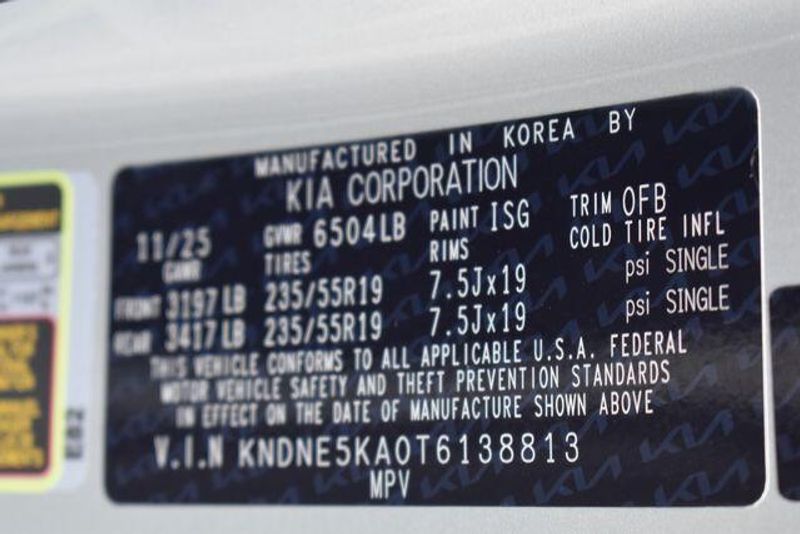 MANUFACTURED IN KOREA BY
KIA CORPORATION
11/25 GVWR 6504LB PAINT ISG TRIM OFB
GAWR TIRES RIMS COLD TIRE INFL
FRONT 3197 LB 235/55R19 7.5Jx19 psi SINGLE
REAR 3417 LB 235/55R19 7.5Jx19 psi SINGLE
THIS VEHICLE CONFORMS TO ALL APPLICABLE U.S.A. FEDERAL
MOTOR VEHICLE SAFETY AND THEFT PREVENTION STANDARDS
IN EFFECT ON THE DATE OF MANUFACTURE SHOWN ABOVE
V.I.N KNDNE5KA0T6138813
MPV